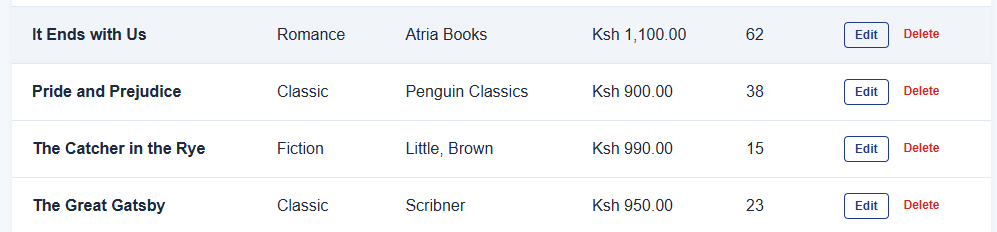 It Ends with Us Romance Atria Books Ksh 1,100.00 62 Edit Delete
Pride and Prejudice Classic Penguin Classics Ksh 900.00 38 Edit Delete
The Catcher in the Rye Fiction Little, Brown Ksh 990.00 15 Edit Delete
The Great Gatsby Classic Scribner Ksh 950.00 23 Edit Delete